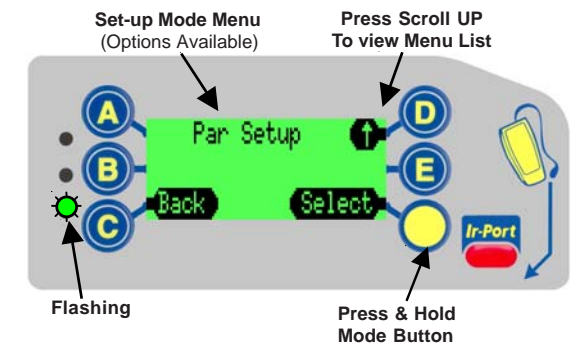 Set-up Mode Menu
(Options Available)
Press Scroll UP
To view Menu List
A
D
Par Setup
↑
B
E
Back
Select
C
Ir-Port
Flashing
Press & Hold
Mode Button